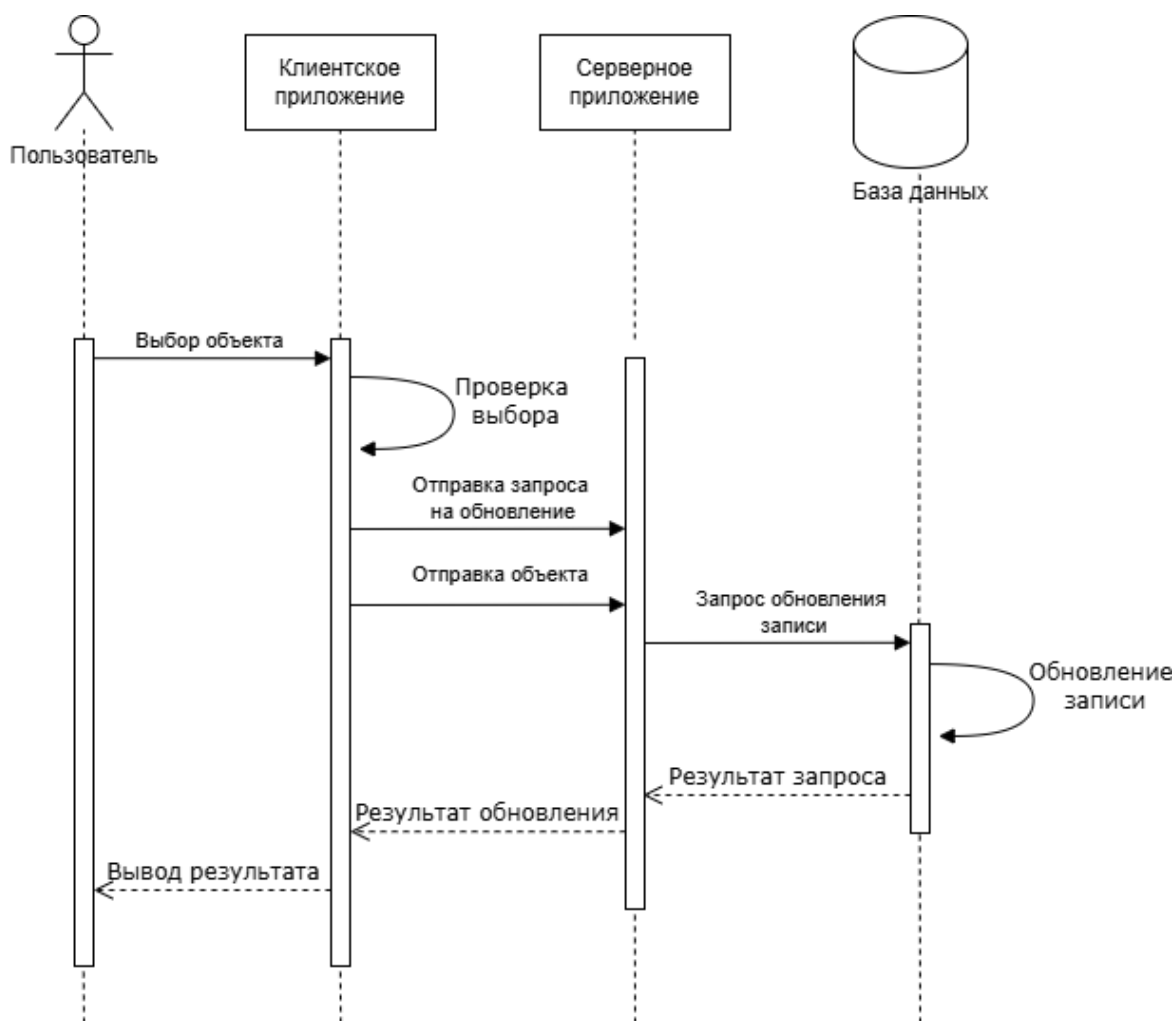 Клиентское
приложение
Серверное
приложение
Пользователь
База данных
Выбор объекта
Проверка
выбора
Отправка запроса
на обновление
Отправка объекта
Запрос обновления
записи
Обновление
записи
Результат запроса
Результат обновления
Вывод результата